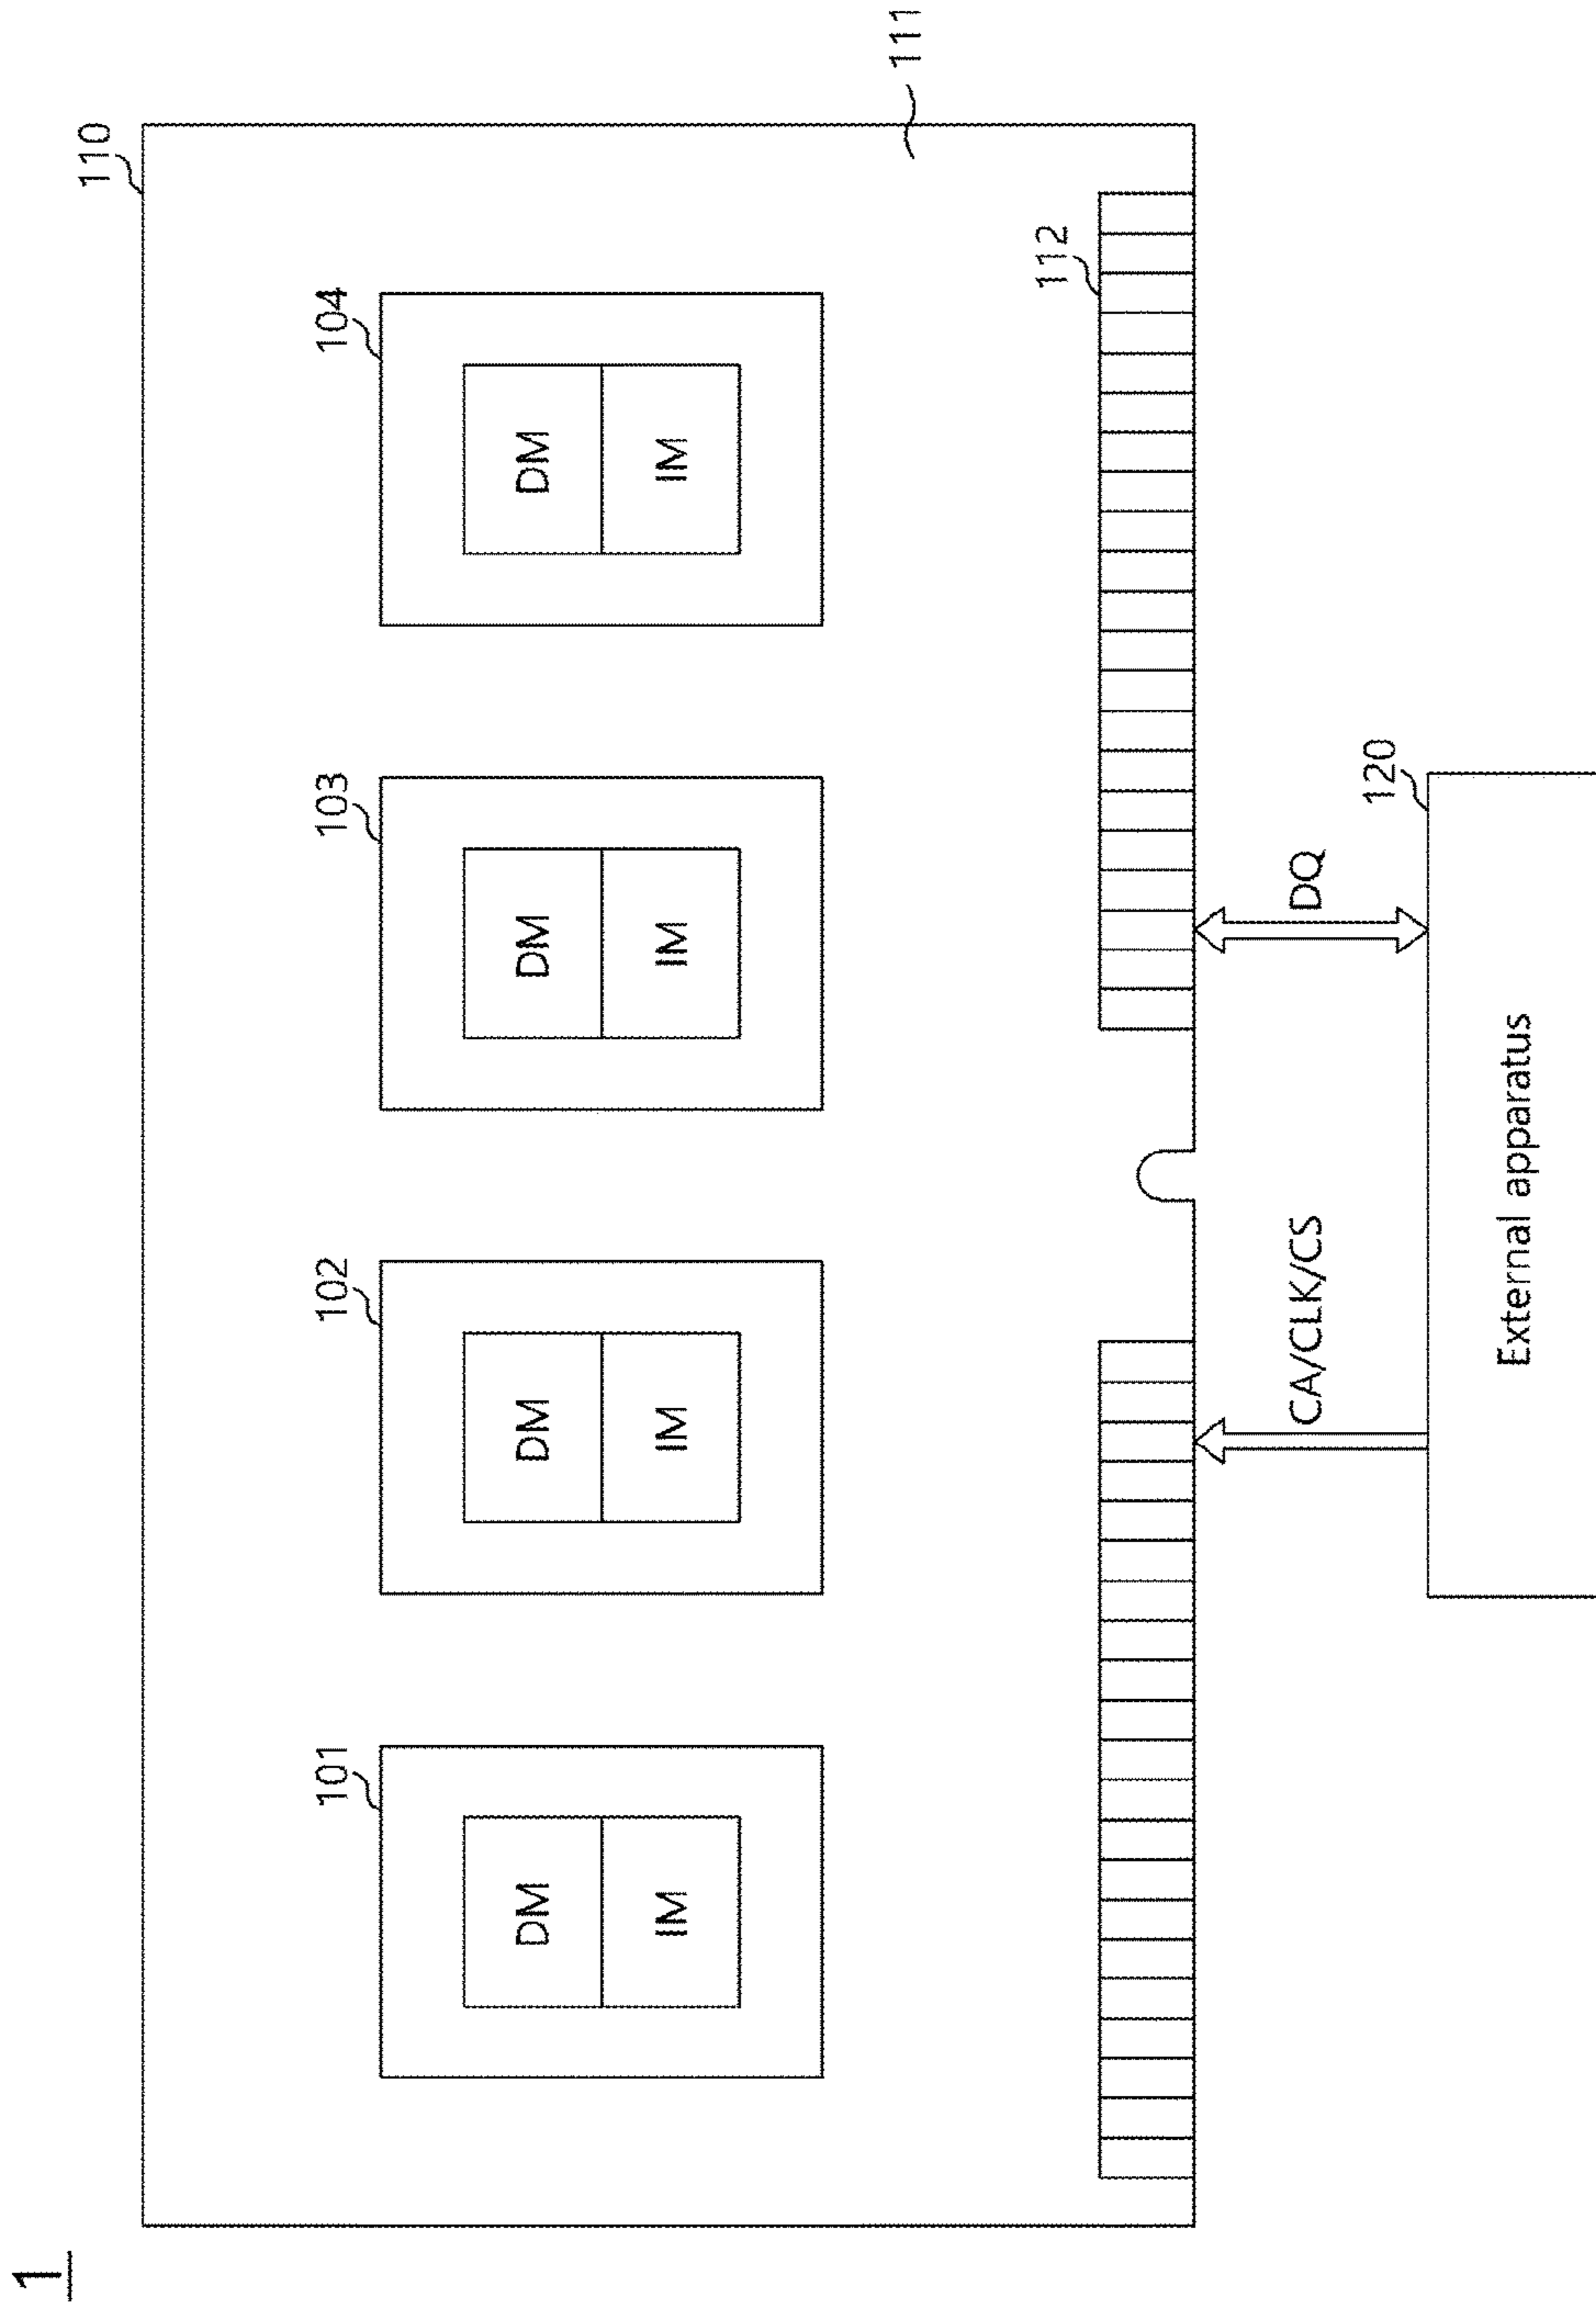 1
110
111
101
102
103
104
DM
DM
DM
DM
IM
IM
IM
IM
112
CA/CLK/CS
DQ
120
External apparatus